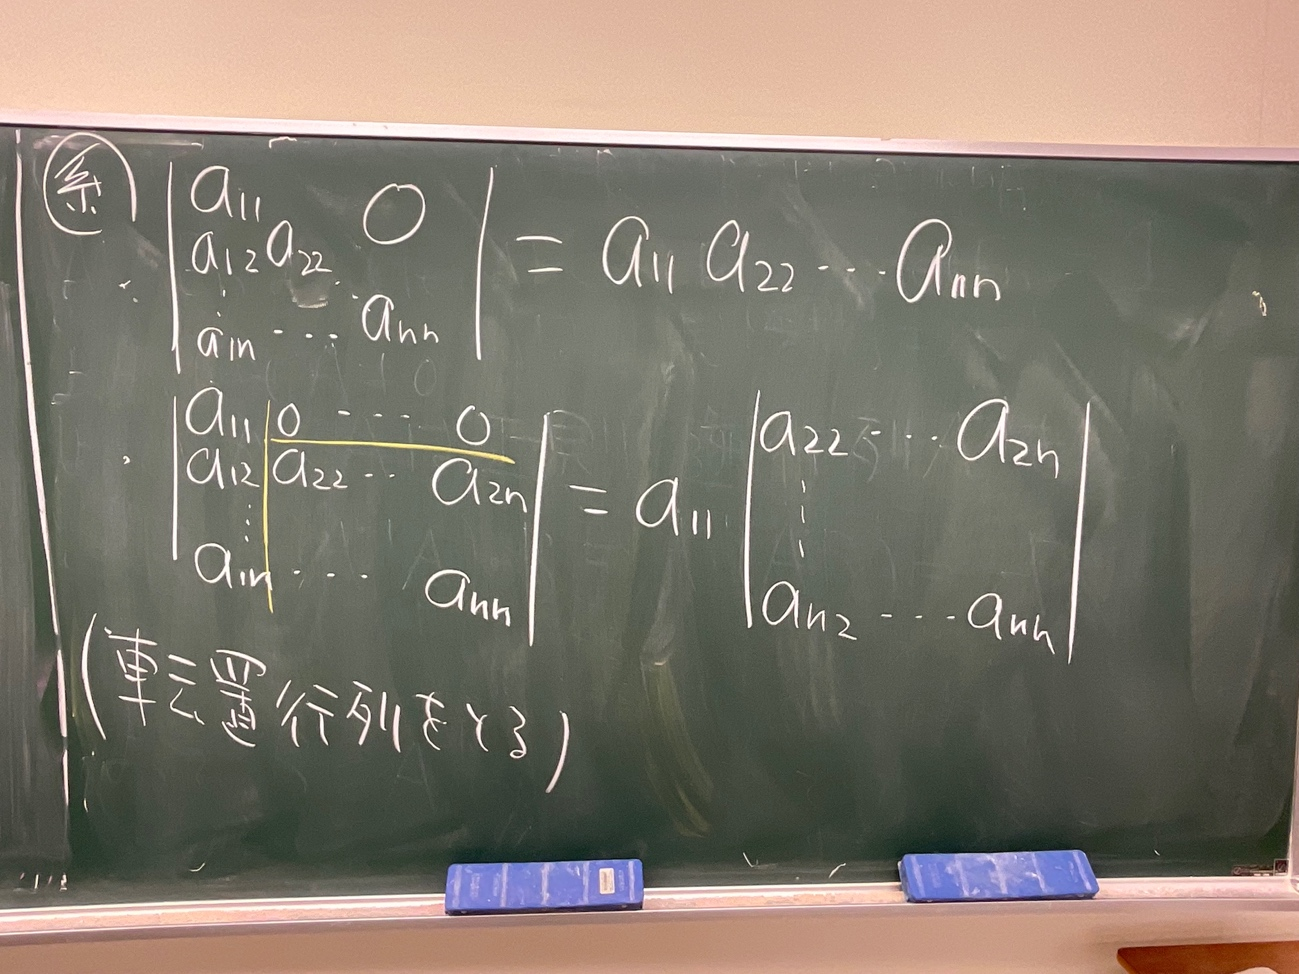 系 | a₁₁ 0 |
| a₁₂ a₂₂ | = a₁₁ a₂₂ ⋯ aₙₙ
| ⋮ ⋱ |
| a₁ₙ ⋯ aₙₙ |
| a₁₁ 0 ⋯ 0 | | a₂₂ ⋯ a₂ₙ |
| a₁₂ a₂₂ ⋯ a₂ₙ | = a₁₁ | ⋮ |
| ⋮ |
| a₁ₙ ⋯ aₙₙ | | aₙ₂ ⋯ aₙₙ |
(転置行列をとる)